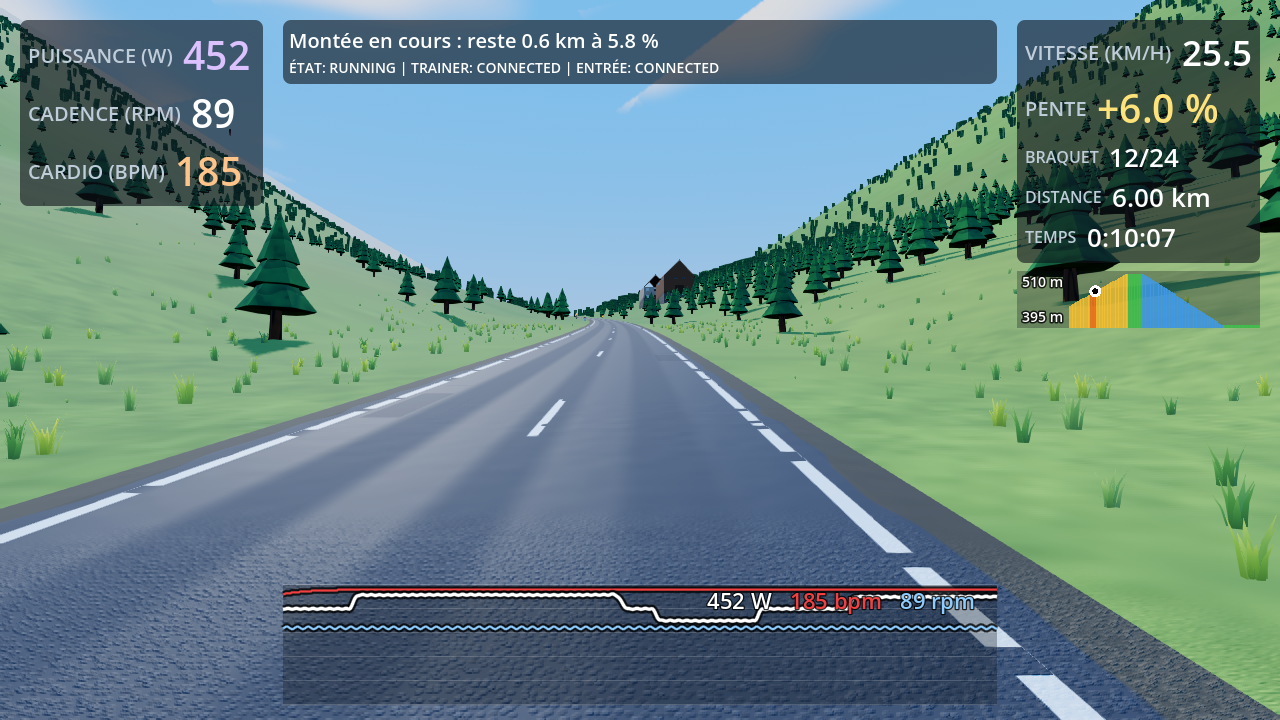 PUISSANCE (W) 452
CADENCE (RPM) 89
CARDIO (BPM) 185
Montée en cours : reste 0.6 km à 5.8 %
ÉTAT: RUNNING | TRAINER: CONNECTED | ENTRÉE: CONNECTED
VITESSE (KM/H) 25.5
PENTE +6.0 %
BRAQUET 12/24
DISTANCE 6.00 km
TEMPS 0:10:07
510 m
395 m
452 W 185 bpm 89 rpm